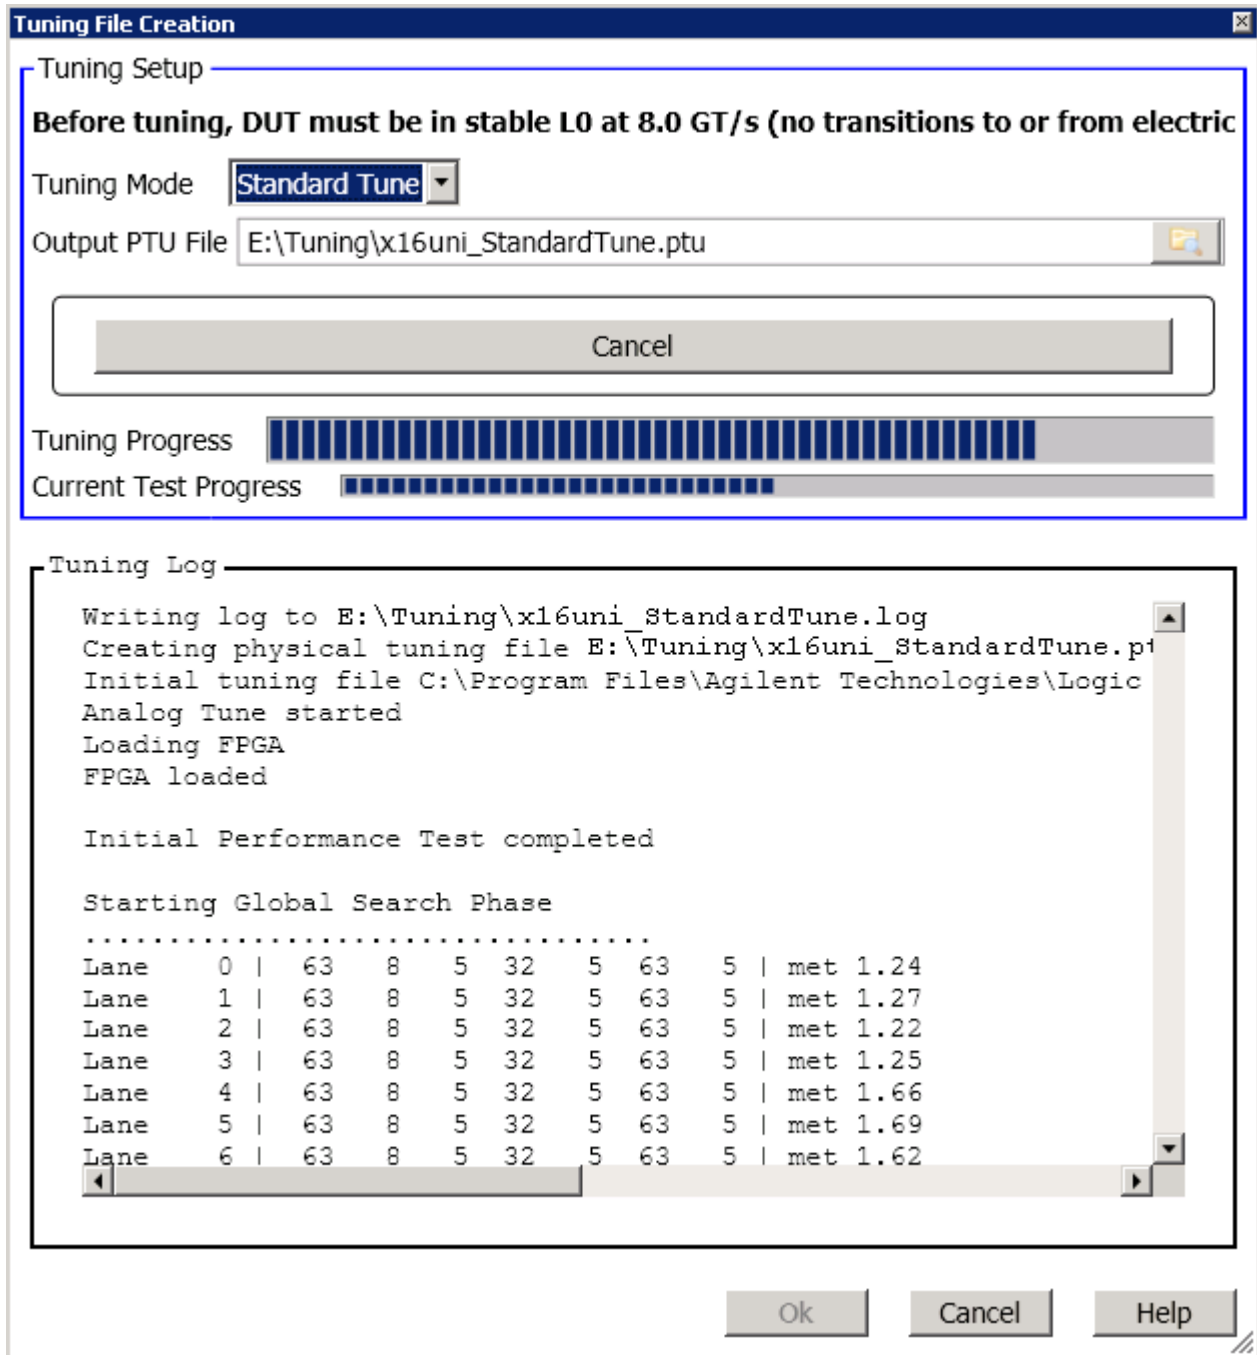 Tuning File Creation
Tuning Setup
Before tuning, DUT must be in stable L0 at 8.0 GT/s (no transitions to or from electric
Tuning Mode Standard Tune
Output PTU File E:\Tuning\x16uni_StandardTune.ptu
Cancel
Tuning Progress
Current Test Progress
Tuning Log
Writing log to E:\Tuning\x16uni_StandardTune.log
Creating physical tuning file E:\Tuning\x16uni_StandardTune.pt
Initial tuning file C:\Program Files\Agilent Technologies\Logic
Analog Tune started
Loading FPGA
FPGA loaded
Initial Performance Test completed
Starting Global Search Phase
..................................
Lane 0 | 63 8 5 32 5 63 5 | met 1.24
Lane 1 | 63 8 5 32 5 63 5 | met 1.27
Lane 2 | 63 8 5 32 5 63 5 | met 1.22
Lane 3 | 63 8 5 32 5 63 5 | met 1.25
Lane 4 | 63 8 5 32 5 63 5 | met 1.66
Lane 5 | 63 8 5 32 5 63 5 | met 1.69
Lane 6 | 63 8 5 32 5 63 5 | met 1.62
Ok Cancel Help